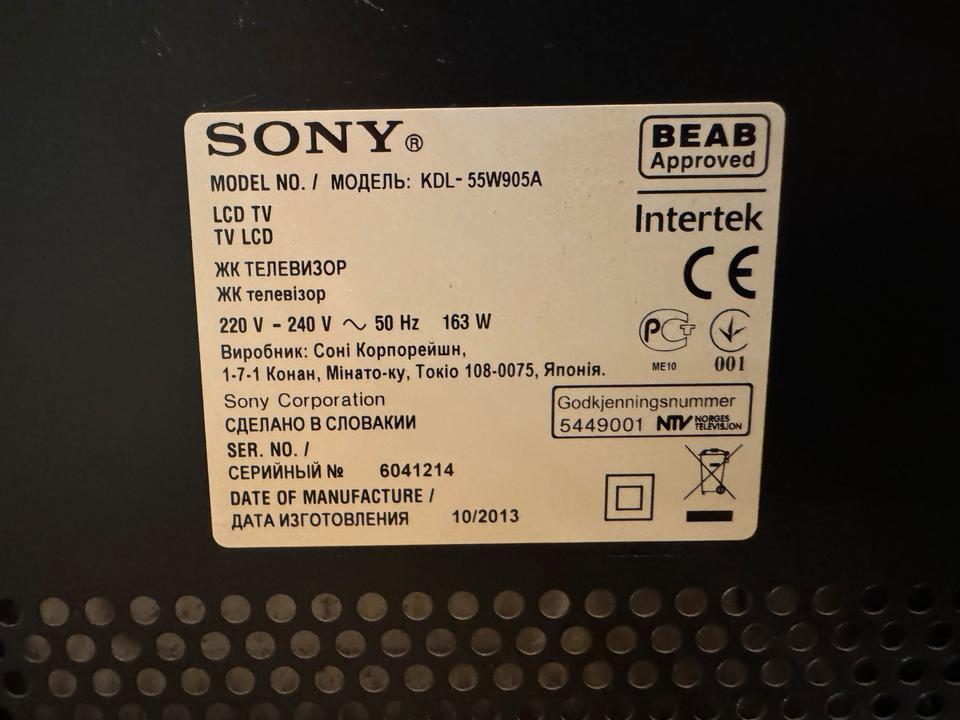 SONY®
BEAB
Approved
MODEL NO. / МОДЕЛЬ: KDL- 55W905A
Intertek
LCD TV
TV LCD
CE
ЖК ТЕЛЕВИЗОР
ЖК телевізор
220 V - 240 V ~ 50 Hz 163 W
РСТ
ME10
001
Виробник: Соні Корпорейшн,
1-7-1 Конан, Мінато-ку, Токіо 108-0075, Японія.
Sony Corporation
СДЕЛАНО В СЛОВАКИИ
Godkjenningsnummer
5449001 NTV NORGES TELEVISJON
SER. NO. /
СЕРИЙНЫЙ № 6041214
DATE OF MANUFACTURE /
ДАТА ИЗГОТОВЛЕНИЯ 10/2013